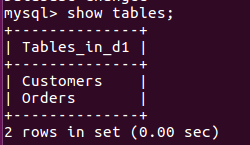 mysql> show tables;
+--------------+
| Tables_in_d1 |
+--------------+
| Customers    |
| Orders       |
+--------------+
2 rows in set (0.00 sec)